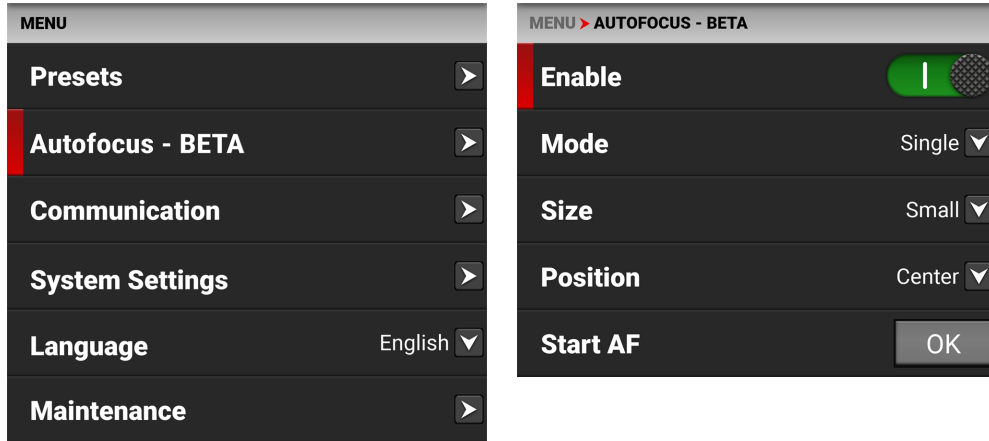 MENU
Presets
Autofocus - BETA
Communication
System Settings
Language English
Maintenance
MENU AUTOFOCUS - BETA
Enable
Mode Single
Size Small
Position Center
Start AF OK